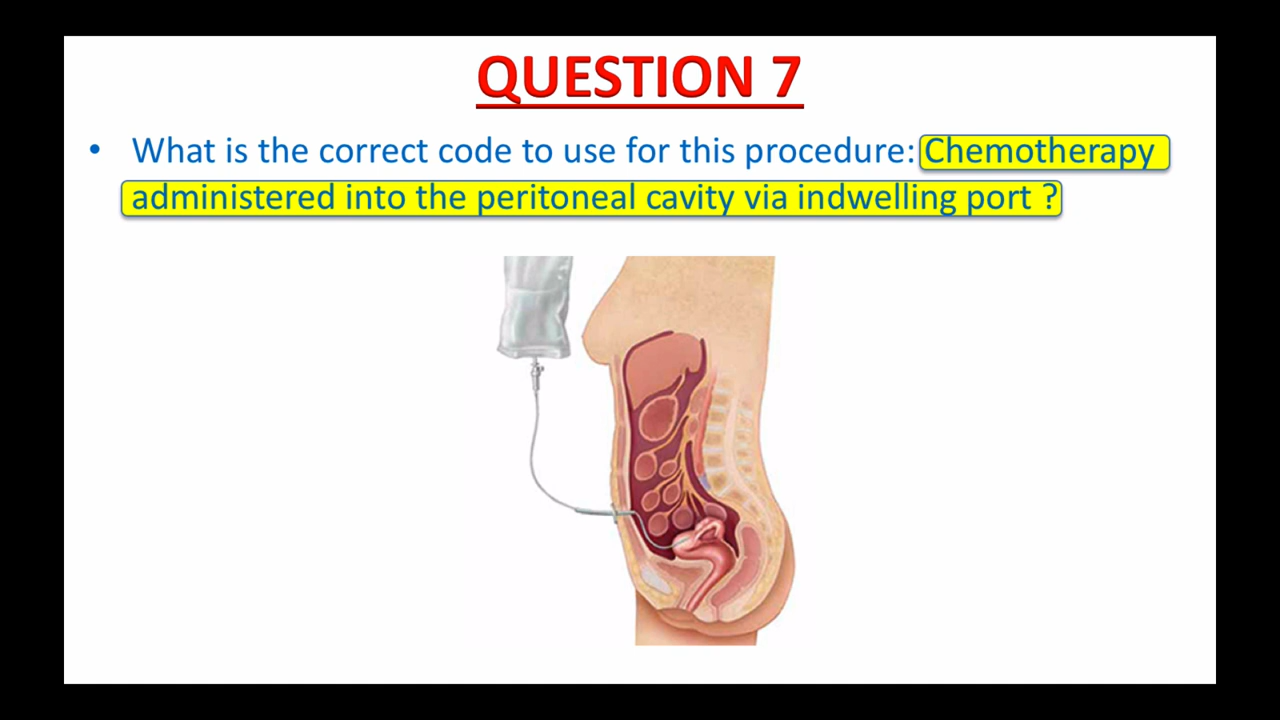 QUESTION 7
• What is the correct code to use for this procedure: Chemotherapy
administered into the peritoneal cavity via indwelling port ?